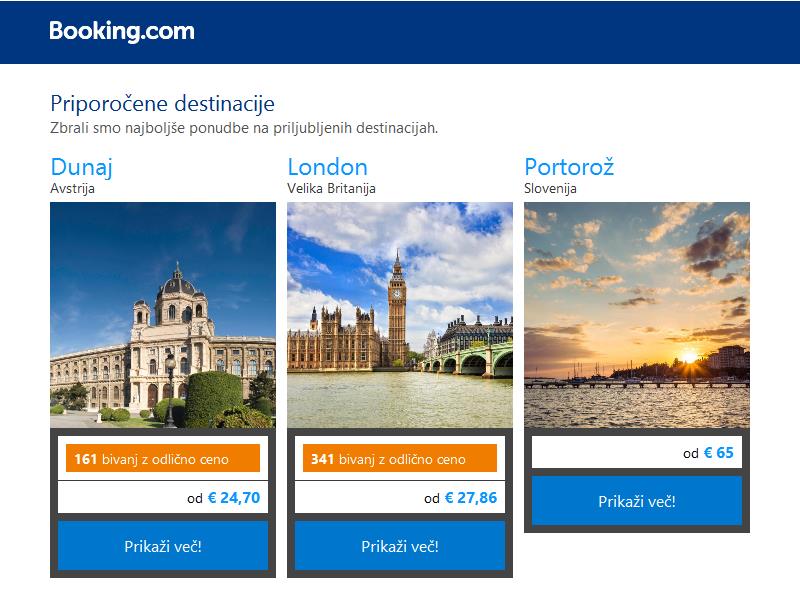 Booking.com
Priporočene destinacije
Zbrali smo najboljše ponudbe na priljubljenih destinacijah.
Dunaj
Avstrija
161 bivanj z odlično ceno
od € 24,70
Prikaži več!
London
Velika Britanija
341 bivanj z odlično ceno
od € 27,86
Prikaži več!
Portorož
Slovenija
od € 65
Prikaži več!